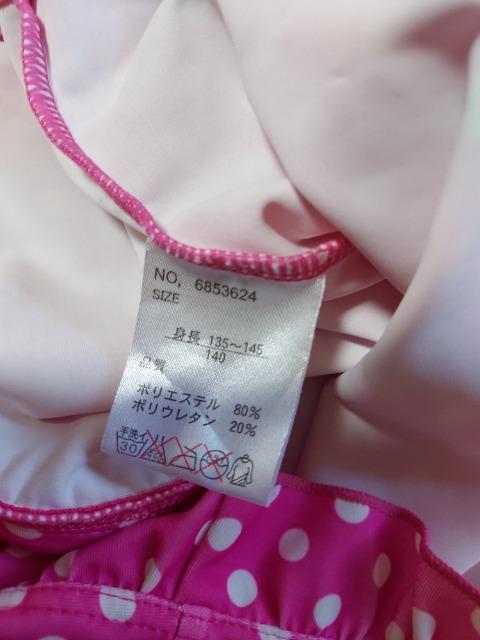 NO, 6853624
SIZE
身長 135～145
140
品質
ポリエステル 80%
ポリウレタン 20%
手洗イ
30